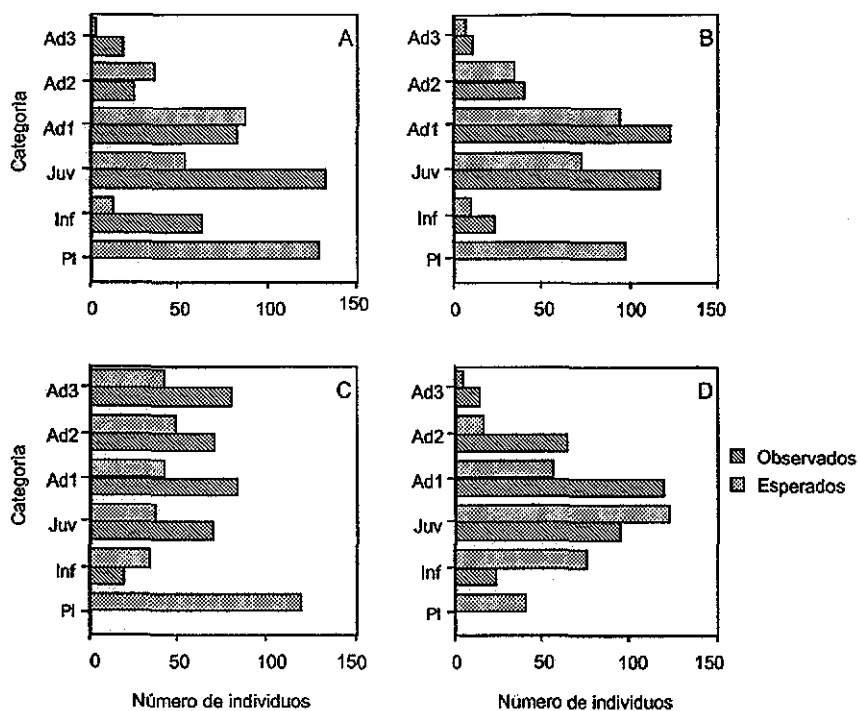 A
Categoría
Ad3
Ad2
Ad1
Juv
Inf
Pl
0 50 100 150
B
Ad3
Ad2
Ad1
Juv
Inf
Pl
0 50 100 150
C
Categoría
Ad3
Ad2
Ad1
Juv
Inf
Pl
0 50 100 150
Número de individuos
D
Ad3
Ad2
Ad1
Juv
Inf
Pl
0 50 100 150
Número de individuos
Observados
Esperados